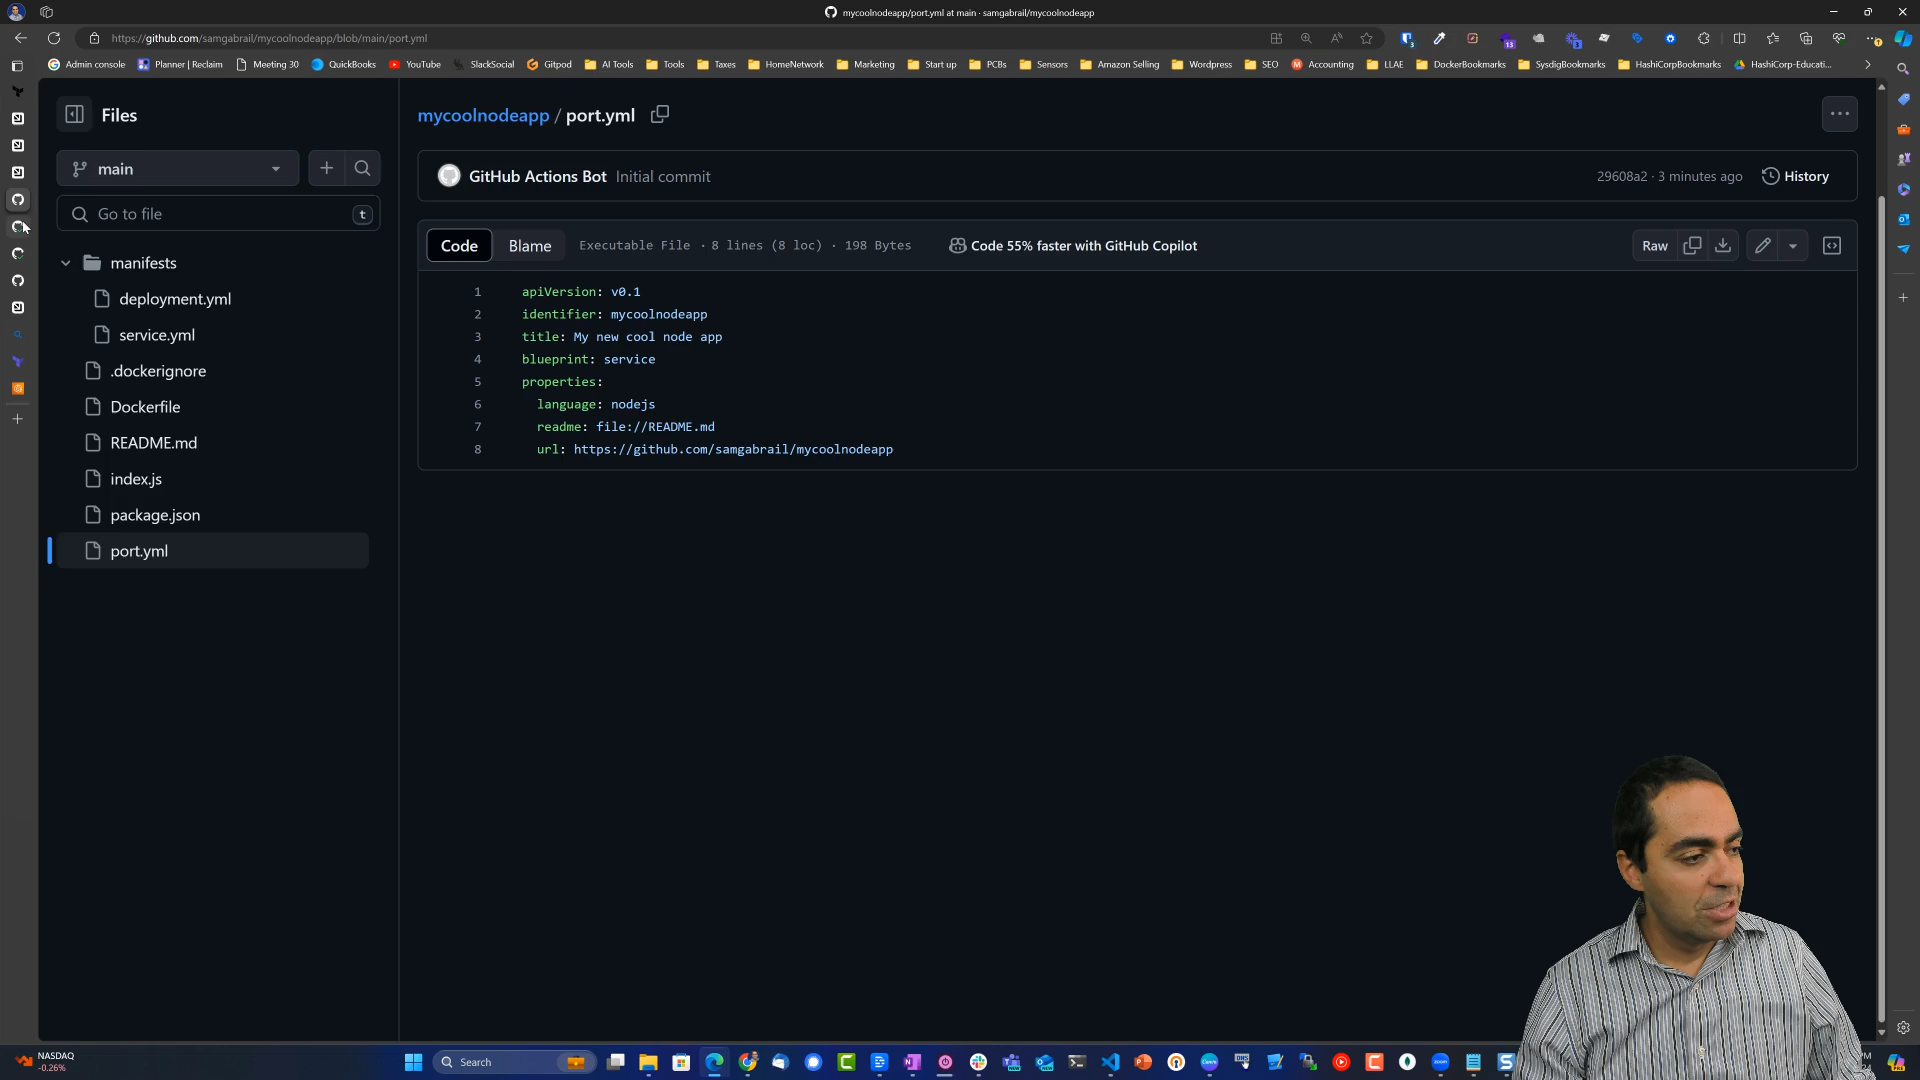 mycoolnodeapp/port.yml at main · samgabrail/mycoolnodeapp
https://github.com/samgabrail/mycoolnodeapp/blob/main/port.yml
Admin console
Planner | Reclaim
Meeting 30
QuickBooks
YouTube
SlackSocial
Gitpod
AI Tools
Tools
Taxes
HomeNetwork
Marketing
Start up
PCBs
Sensors
Amazon Selling
Wordpress
SEO
Accounting
LLAE
DockerBookmarks
SysdigBookmarks
HashiCorpBookmarks
HashiCorp-Educati...
Files
mycoolnodeapp / port.yml
main
GitHub Actions Bot Initial commit
29608a2 · 3 minutes ago
History
Go to file
t
Code
Blame
Executable File · 8 lines (8 loc) · 198 Bytes
Code 55% faster with GitHub Copilot
Raw
manifests
deployment.yml
service.yml
.dockerignore
Dockerfile
README.md
index.js
package.json
port.yml
1 apiVersion: v0.1
2 identifier: mycoolnodeapp
3 title: My new cool node app
4 blueprint: service
5 properties:
6 language: nodejs
7 readme: file://README.md
8 url: https://github.com/samgabrail/mycoolnodeapp
NASDAQ
-0.26%
Search